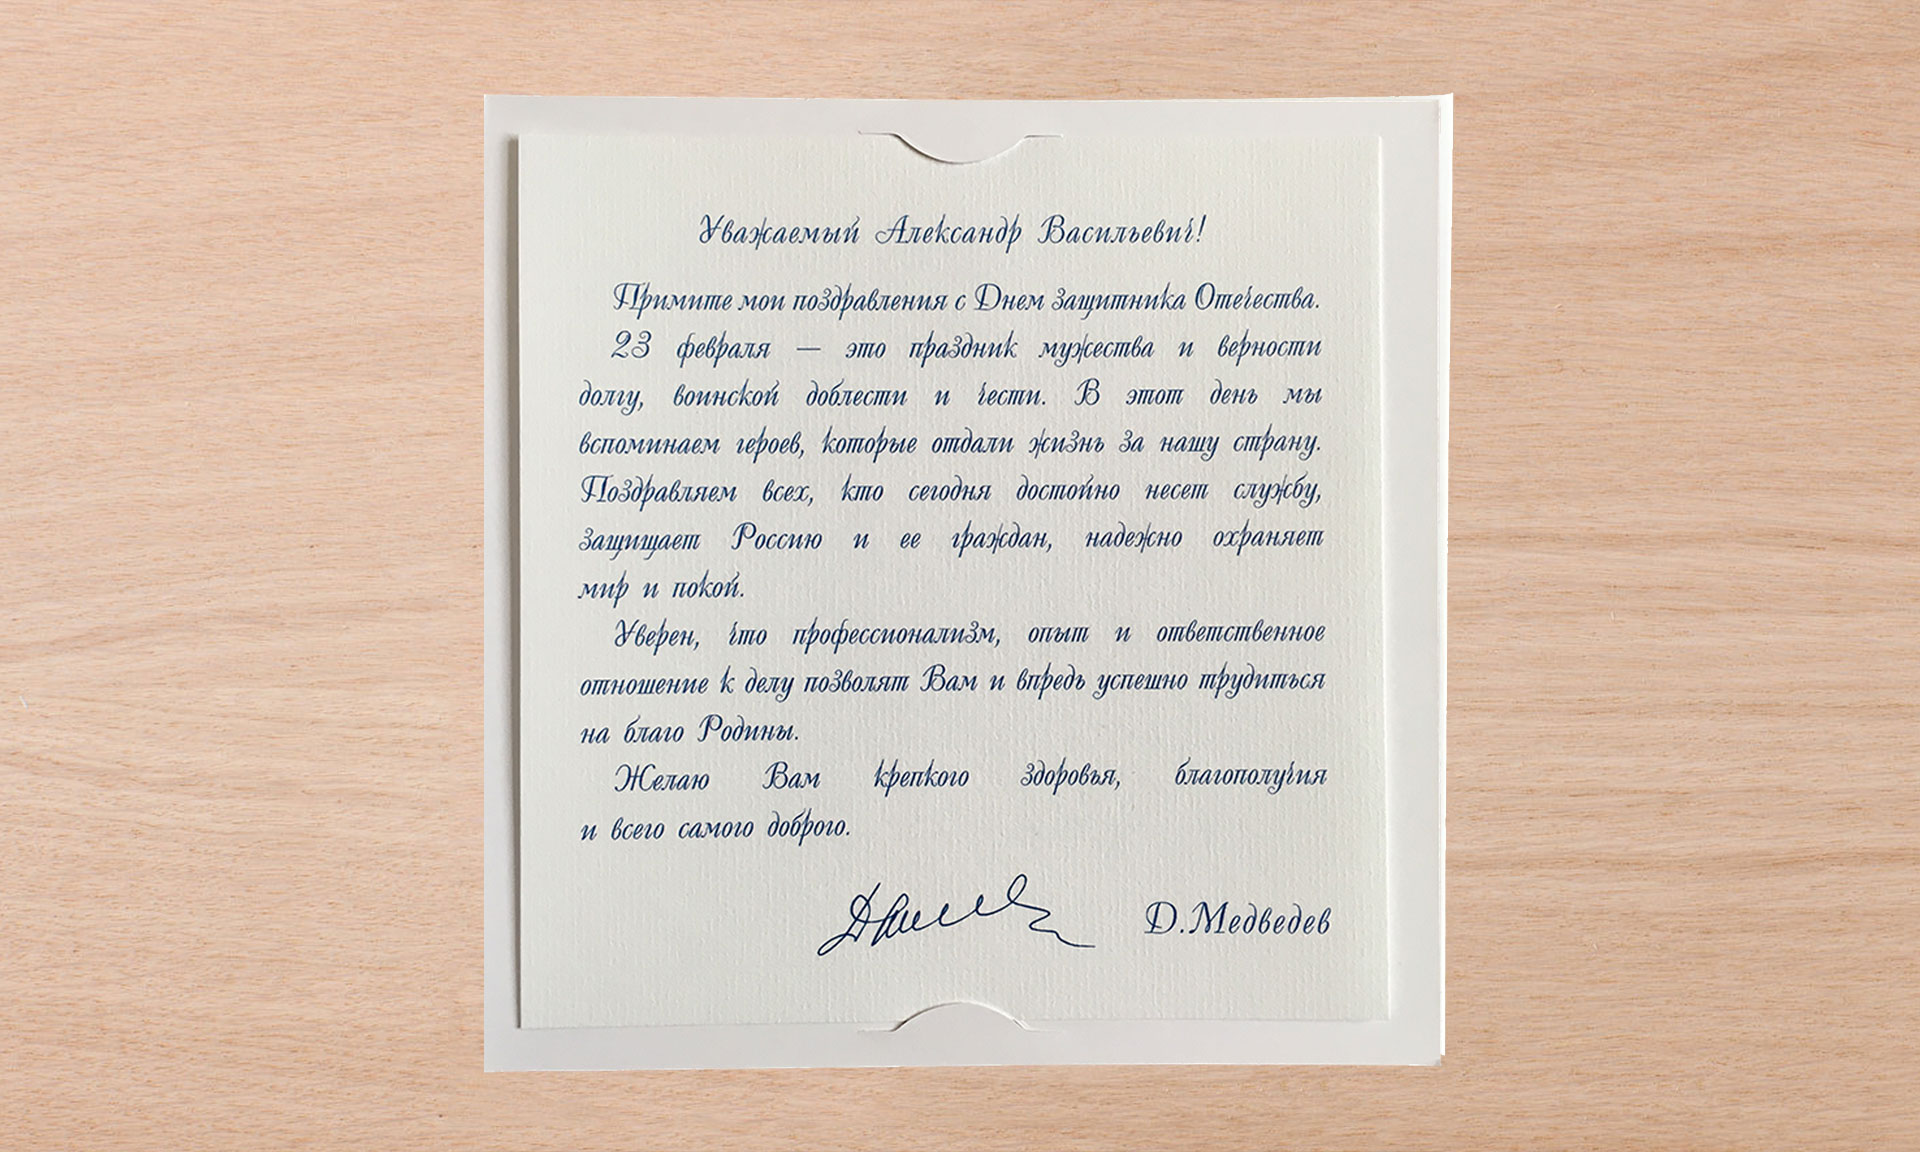 Уважаемый Александр Васильевич!
Примите мои поздравления с Днем защитника Отечества.
23 февраля — это праздник мужества и верности
долгу, воинской доблести и чести. В этот день мы
вспоминаем героев, которые отдали жизнь за нашу страну.
Поздравляем всех, кто сегодня достойно несет службу,
защищает Россию и ее граждан, надежно охраняет
мир и покой.
Уверен, что профессионализм, опыт и ответственное
отношение к делу позволят Вам и впредь успешно трудиться
на благо Родины.
Желаю Вам крепкого здоровья, благополучия
и всего самого доброго.
Д.Медведев